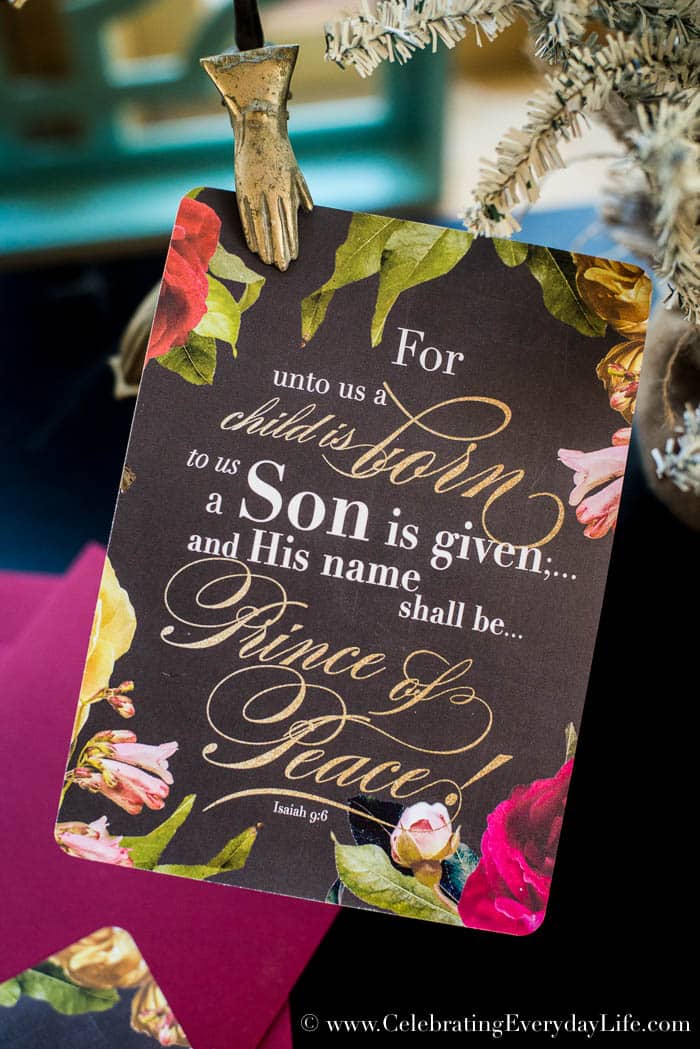 For
unto us a
child is born
to us
a Son is given;...
and His name
shall be...
Prince of
Peace!
Isaiah 9:6
© www.CelebratingEverydayLife.com